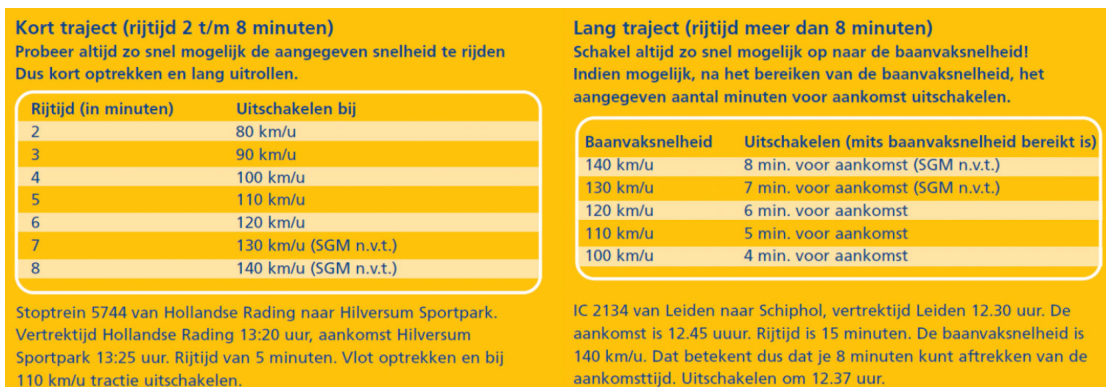 Kort traject (rijtijd 2 t/m 8 minuten)
Probeer altijd zo snel mogelijk de aangegeven snelheid te rijden
Dus kort optrekken en lang uitrollen.
Rijtijd (in minuten) Uitschakelen bij
2 80 km/u
3 90 km/u
4 100 km/u
5 110 km/u
6 120 km/u
7 130 km/u (SGM n.v.t.)
8 140 km/u (SGM n.v.t.)
Stoptrein 5744 van Hollandse Rading naar Hilversum Sportpark.
Vertrektijd Hollandse Rading 13:20 uur, aankomst Hilversum
Sportpark 13:25 uur. Rijtijd van 5 minuten. Vlot optrekken en bij
110 km/u tractie uitschakelen.
Lang traject (rijtijd meer dan 8 minuten)
Schakel altijd zo snel mogelijk op naar de baanvaksnelheid!
Indien mogelijk, na het bereiken van de baanvaksnelheid, het
aangegeven aantal minuten voor aankomst uitschakelen.
Baanvaksnelheid Uitschakelen (mits baanvaksnelheid bereikt is)
140 km/u 8 min. voor aankomst (SGM n.v.t.)
130 km/u 7 min. voor aankomst (SGM n.v.t.)
120 km/u 6 min. voor aankomst
110 km/u 5 min. voor aankomst
100 km/u 4 min. voor aankomst
IC 2134 van Leiden naar Schiphol, vertrektijd Leiden 12.30 uur. De
aankomst is 12.45 uuur. Rijtijd is 15 minuten. De baanvaksnelheid is
140 km/u. Dat betekent dus dat je 8 minuten kunt aftrekken van de
aankomsttijd. Uitschakelen om 12.37 uur.